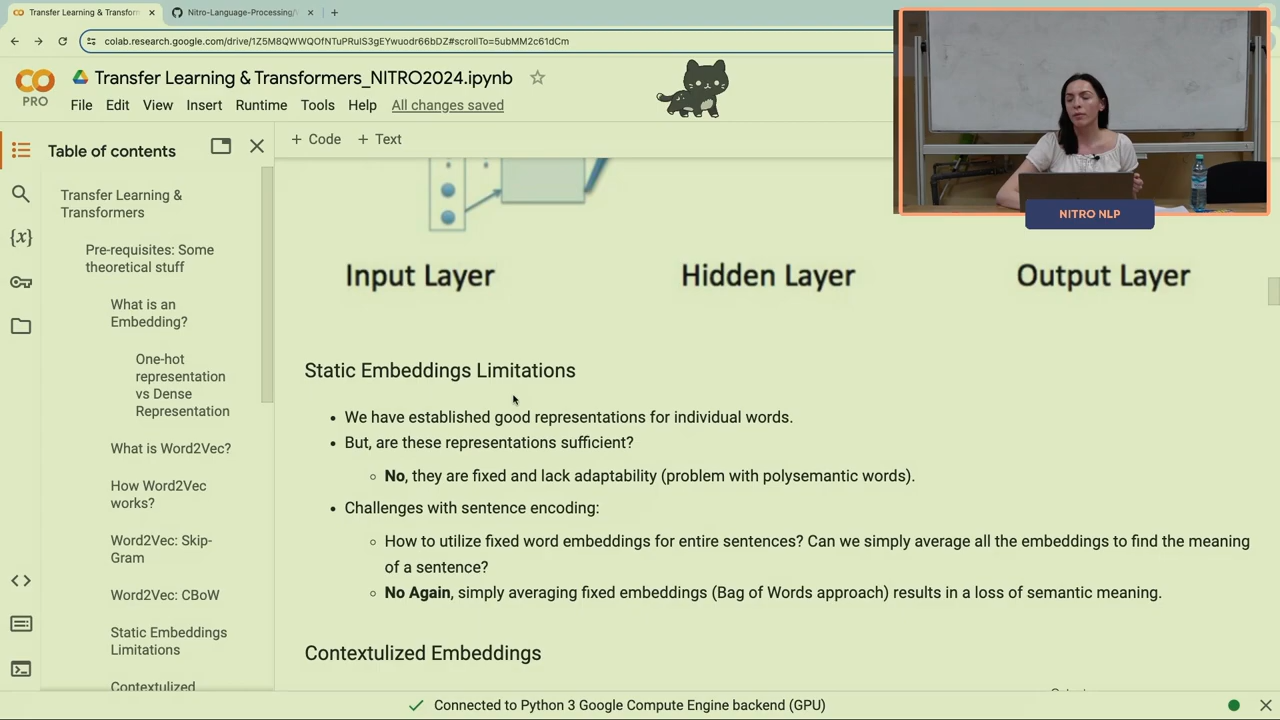 Transfer Learning & Transform
Nitro-Language-Processing/
colab.research.google.com/drive/1Z5M8QWWQOfNTuPRulS3gEYwuodr66bDZ#scrollTo=5ubMM2c61dCm
PRO
Transfer Learning & Transformers_NITRO2024.ipynb
File Edit View Insert Runtime Tools Help All changes saved
NITRO NLP
Table of contents
+ Code + Text
Transfer Learning &
Transformers
Pre-requisites: Some
theoretical stuff
What is an
Embedding?
One-hot
representation
vs Dense
Representation
What is Word2Vec?
How Word2Vec
works?
Word2Vec: Skip-
Gram
Word2Vec: CBoW
Static Embeddings
Limitations
Contextulized
Input Layer
Hidden Layer
Output Layer
Static Embeddings Limitations
We have established good representations for individual words.
But, are these representations sufficient?
No, they are fixed and lack adaptability (problem with polysemantic words).
Challenges with sentence encoding:
How to utilize fixed word embeddings for entire sentences? Can we simply average all the embeddings to find the meaning
of a sentence?
No Again, simply averaging fixed embeddings (Bag of Words approach) results in a loss of semantic meaning.
Contextulized Embeddings
Connected to Python 3 Google Compute Engine backend (GPU)